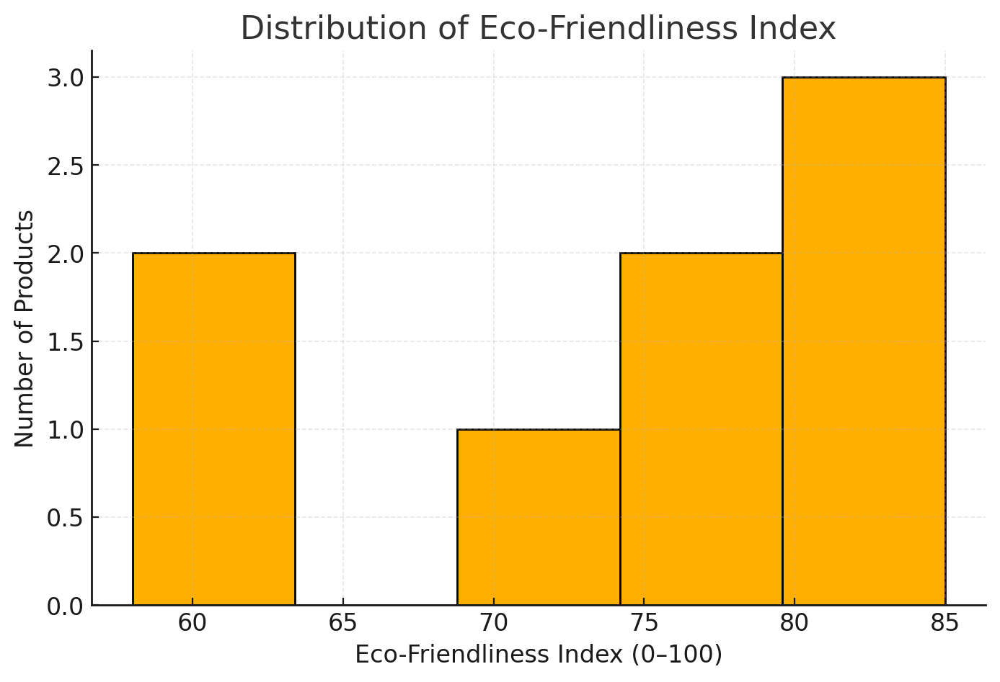 Distribution of Eco-Friendliness Index
3.0
2.5
2.0
1.5
1.0
0.5
0.0
Number of Products
60 65 70 75 80 85
Eco-Friendliness Index (0–100)